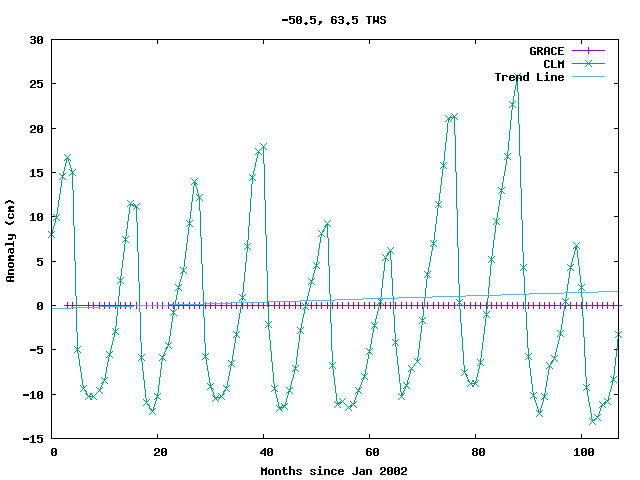 -50.5, 63.5 TWS
GRACE
CLM
Trend Line
30
25
20
15
10
5
0
-5
-10
-15
Anomaly (cm)
0 20 40 60 80 100
Months since Jan 2002